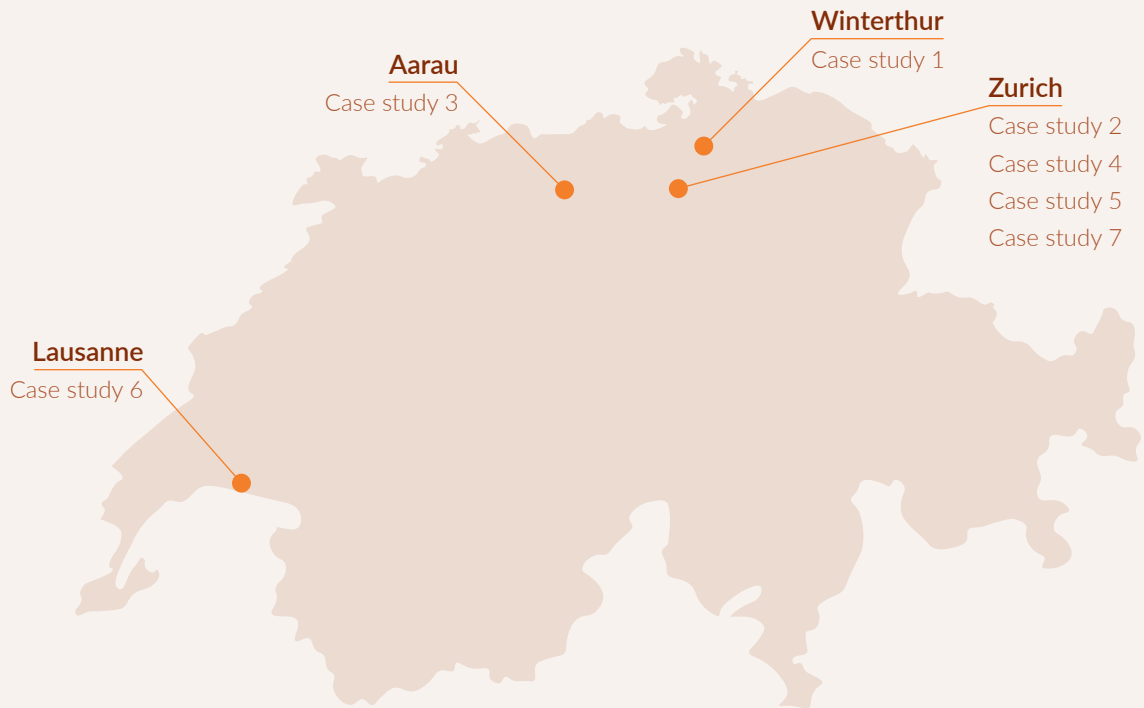 Winterthur
Case study 1
Aarau
Case study 3
Zurich
Case study 2
Case study 4
Case study 5
Case study 7
Lausanne
Case study 6